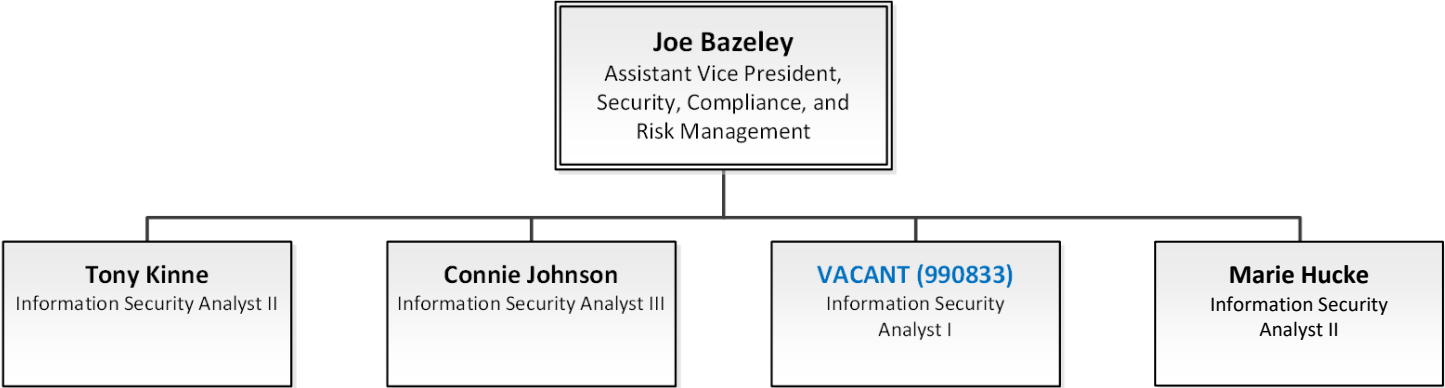 Joe Bazeley
Assistant Vice President,
Security, Compliance, and
Risk Management
Tony Kinne
Information Security Analyst II
Connie Johnson
Information Security Analyst III
VACANT (990833)
Information Security
Analyst I
Marie Hucke
Information Security
Analyst II